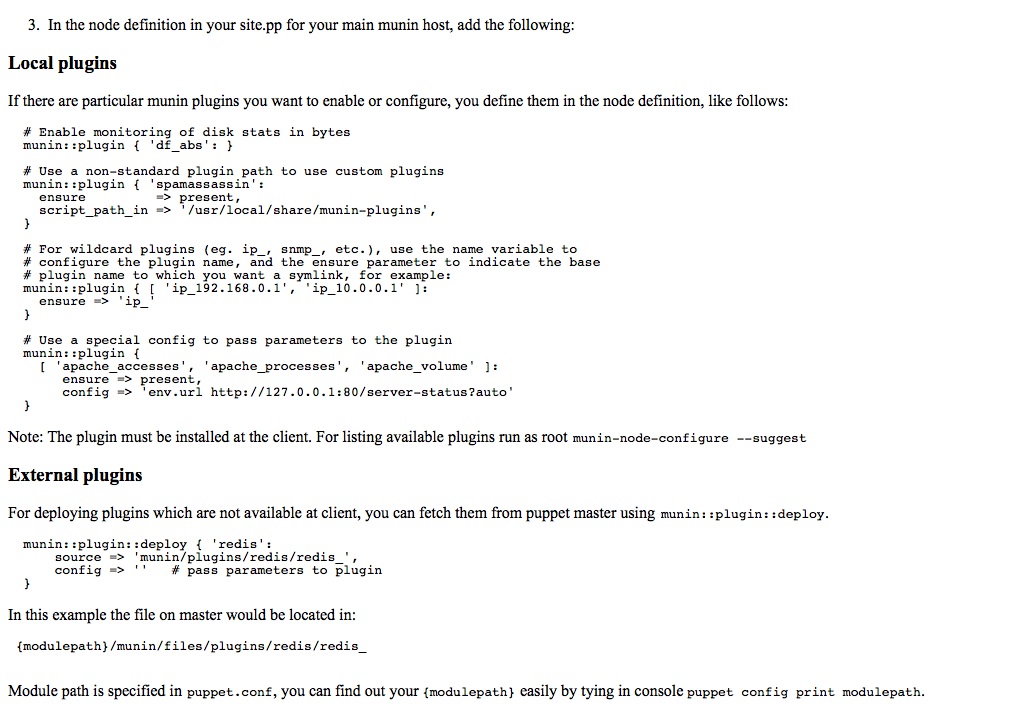 3. In the node definition in your site.pp for your main munin host, add the following:
Local plugins
If there are particular munin plugins you want to enable or configure, you define them in the node definition, like follows:
# Enable monitoring of disk stats in bytes
munin::plugin { 'df_abs': }
# Use a non-standard plugin path to use custom plugins
munin::plugin { 'spamassassin':
  ensure         => present,
  script_path_in => '/usr/local/share/munin-plugins',
}
# For wildcard plugins (eg. ip_, snmp_, etc.), use the name variable to
# configure the plugin name, and the ensure parameter to indicate the base
# plugin name to which you want a symlink, for example:
munin::plugin { [ 'ip_192.168.0.1', 'ip_10.0.0.1' ]:
  ensure => 'ip_'
}
# Use a special config to pass parameters to the plugin
munin::plugin {
  [ 'apache_accesses', 'apache_processes', 'apache_volume' ]:
     ensure => present,
     config => 'env.url http://127.0.0.1:80/server-status?auto'
}
Note: The plugin must be installed at the client. For listing available plugins run as root munin-node-configure --suggest
External plugins
For deploying plugins which are not available at client, you can fetch them from puppet master using munin::plugin::deploy.
munin::plugin::deploy { 'redis':
    source => 'munin/plugins/redis/redis_',
    config => ''   # pass parameters to plugin
}
In this example the file on master would be located in:
{modulepath}/munin/files/plugins/redis/redis_
Module path is specified in puppet.conf, you can find out your {modulepath} easily by tying in console puppet config print modulepath.